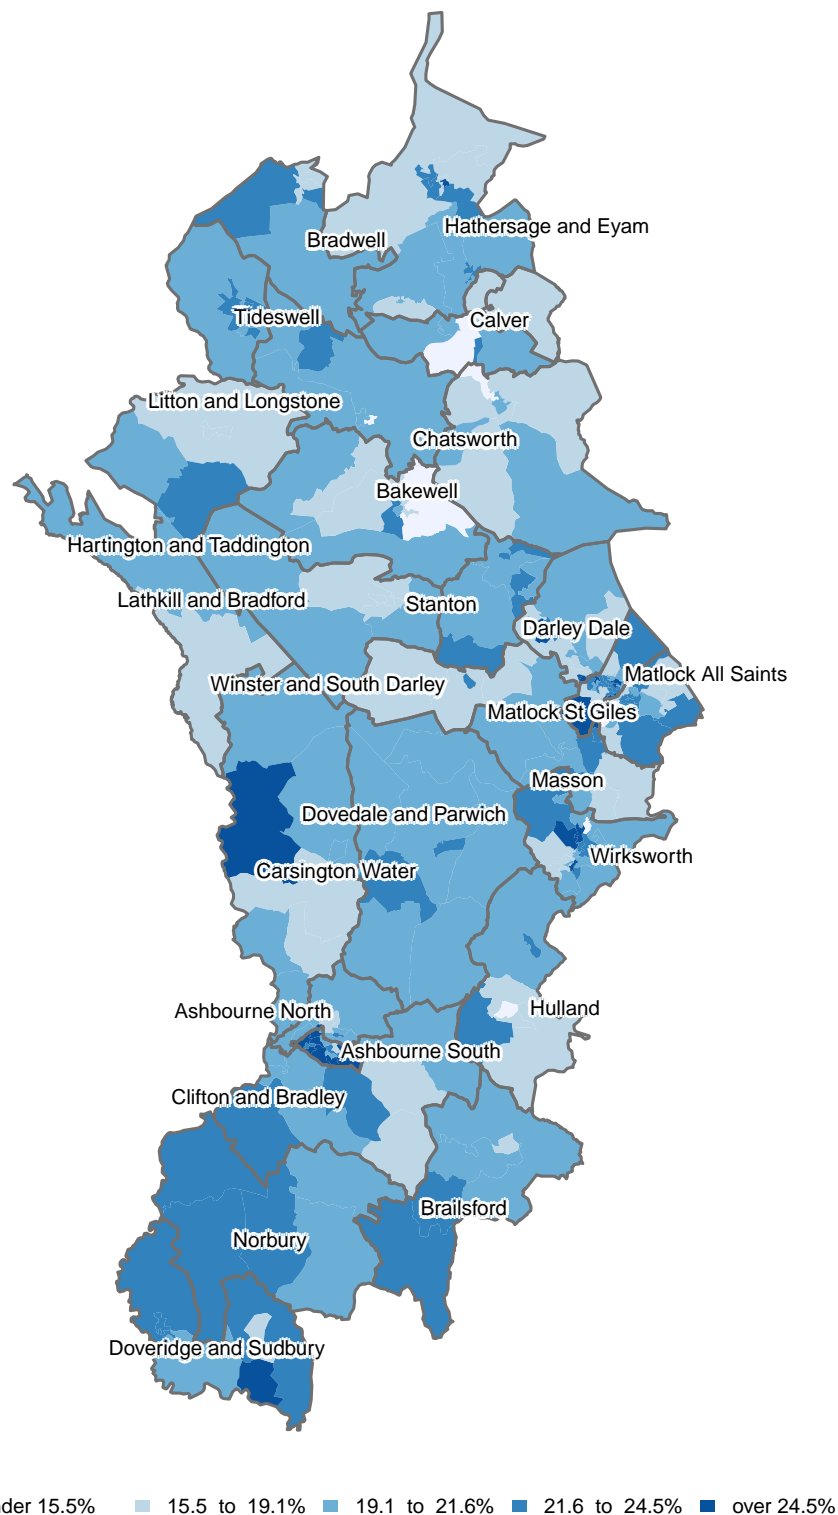 Hathersage and Eyam
Bradwell
Tideswell
Calver
Litton and Longstone
Chatsworth
Bakewell
Hartington and Taddington
Lathkill and Bradford
Stanton
Darley Dale
Matlock All Saints
Winster and South Darley
Matlock St Giles
Masson
Dovedale and Parwich
Wirksworth
Carsington Water
Ashbourne North
Hulland
Ashbourne South
Clifton and Bradley
Brailsford
Norbury
Doveridge and Sudbury
15.5% 15.5 to 19.1% 19.1 to 21.6% 21.6 to 24.5% over 24.5%